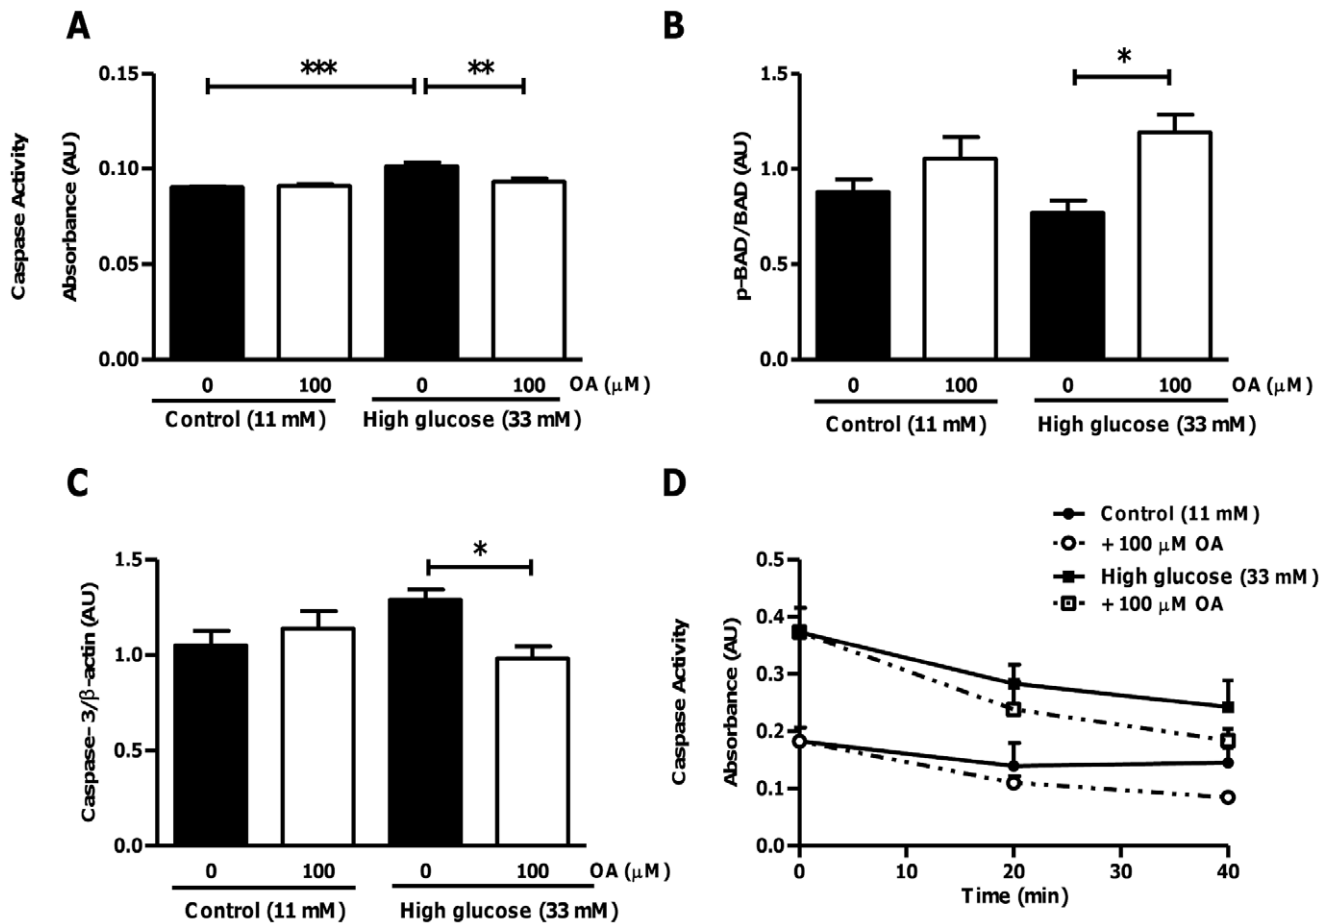 A
Caspase Activity
Absorbance (AU)
0.15
0.10
0.05
0.00
***
**
0
100
0
100
OA (μM)
Control (11 mM)
High glucose (33 mM)
B
p-BAD/BAD (AU)
1.5
1.0
0.5
0.0
*
0
100
0
100
OA (μM)
Control (11 mM)
High glucose (33 mM)
C
Caspase-3/β-actin (AU)
1.5
1.0
0.5
0.0
*
0
100
0
100
OA (μM)
Control (11 mM)
High glucose (33 mM)
D
Control (11 mM)
+100 μM OA
High glucose (33 mM)
+100 μM OA
Caspase Activity
Absorbance (AU)
0.5
0.4
0.3
0.2
0.1
0.0
0
10
20
30
40
Time (min)